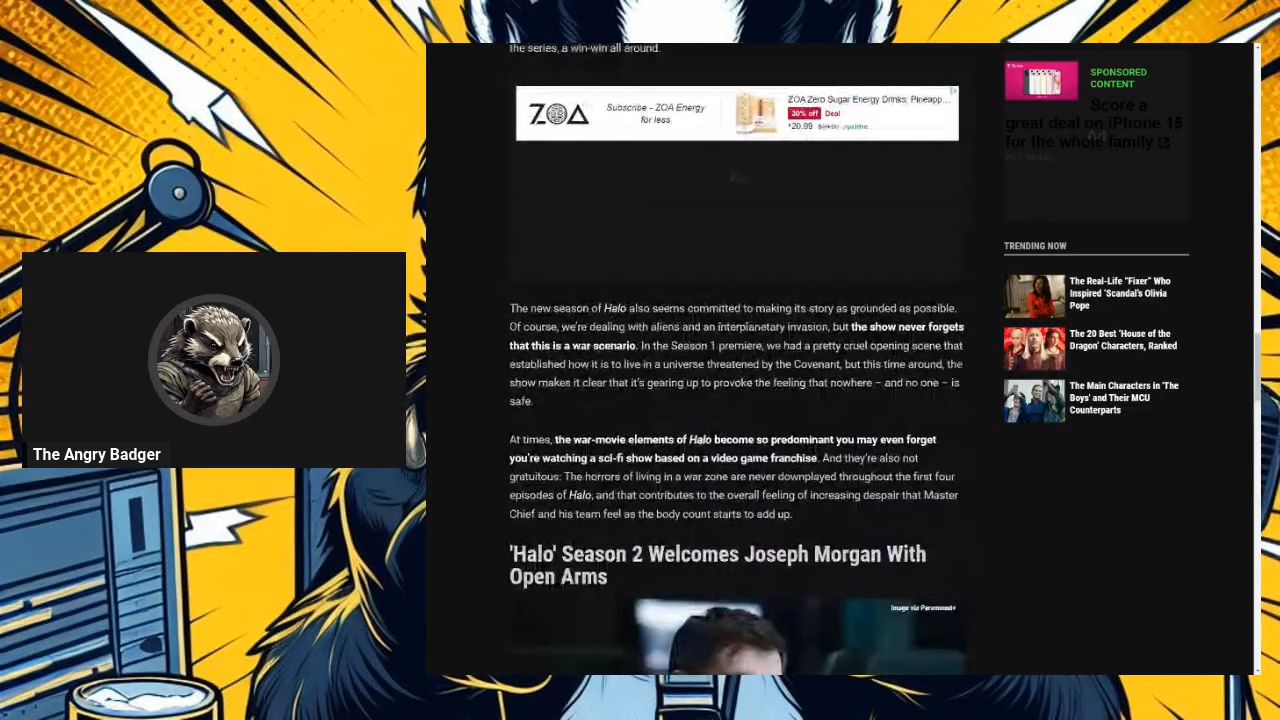 the series, a win-win all around.
ZOA
Subscribe - ZOA Energy
for less
ZOA Zero Sugar Energy Drinks, Pineapp...
30% off Deal
$20.99
The new season of Halo also seems committed to making its story as grounded as possible.
Of course, we're dealing with aliens and an interplanetary invasion, but the show never forgets
that this is a war scenario. In the Season 1 premiere, we had a pretty cruel opening scene that
established how it is to live in a universe threatened by the Covenant, but this time around, the
show makes it clear that it's gearing up to provoke the feeling that nowhere – and no one – is
safe.
At times, the war-movie elements of Halo become so predominant you may even forget
you're watching a sci-fi show based on a video game franchise. And they're also not
gratuitous: The horrors of living in a war zone are never downplayed throughout the first four
episodes of Halo, and that contributes to the overall feeling of increasing despair that Master
Chief and his team feel as the body count starts to add up.
'Halo' Season 2 Welcomes Joseph Morgan With
Open Arms
Image via Paramount+
SPONSORED
CONTENT
Score a
great deal on iPhone 15
for the whole family
TRENDING NOW
The Real-Life "Fixer" Who
Inspired 'Scandal's Olivia
Pope
The 20 Best 'House of the
Dragon' Characters, Ranked
The Main Characters in 'The
Boys' and Their MCU
Counterparts
The Angry Badger